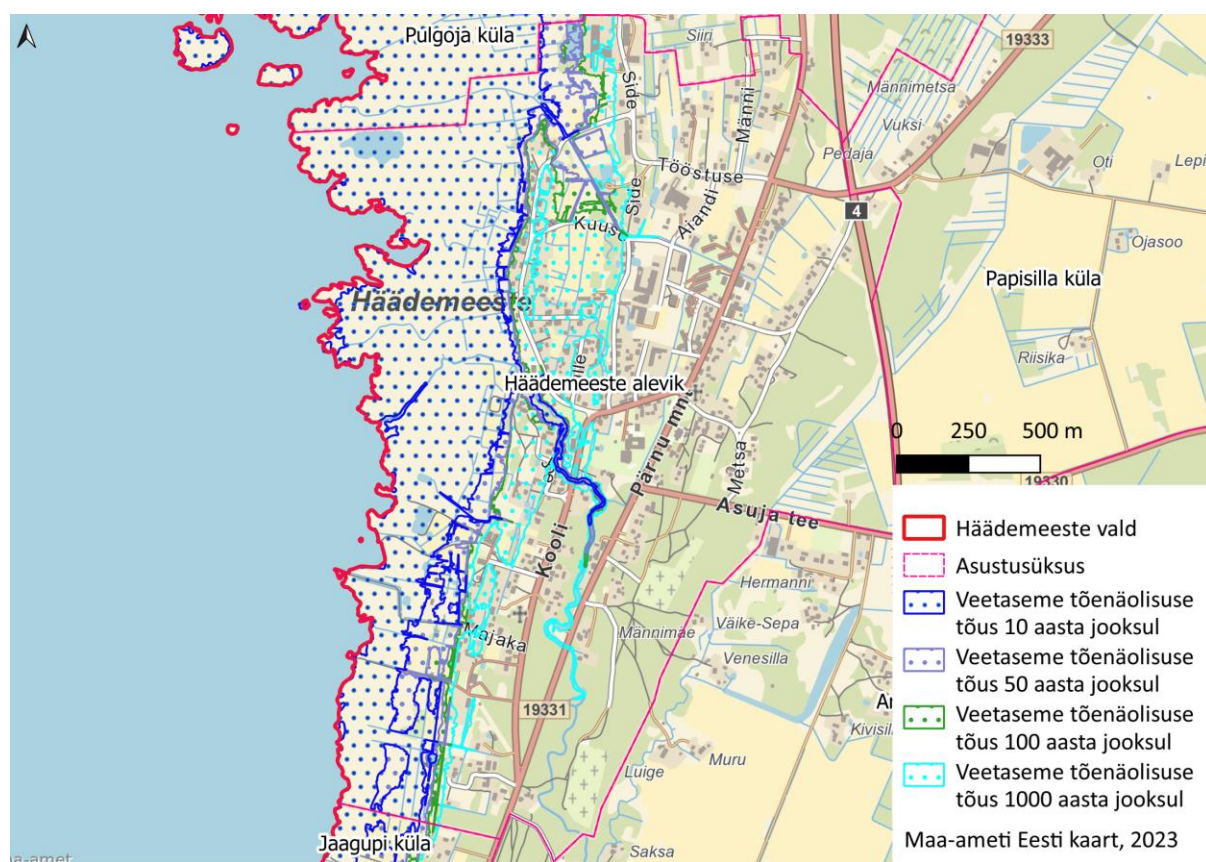 Pulgoja küla
Siiri
19333
Side
Männi
Männimetsa
Vuksi
Pedaja
Oti
Lepi
Tööstuse
Side
Aiandi
4
Kuuse
Ojasoo
Häädemeeste
Papisilla küla
Riisika
Häädemeeste alevik
Pärnu mnt
Metsa
0 250 500 m
19330
Asuja tee
Kooli
Hermanni
Väike-Sepa
Männimäe
Venesilla
Majaka
19331
Muru
Kivisill
Luige
Jaagupi küla
Saksa
aa-amet
Häädemeeste vald
Asustusüksus
Veetaseme tõenäolisuse
tõus 10 aasta jooksul
Veetaseme tõenäolisuse
tõus 50 aasta jooksul
Veetaseme tõenäolisuse
tõus 100 aasta jooksul
Veetaseme tõenäolisuse
tõus 1000 aasta jooksul
Maa-ameti Eesti kaart, 2023